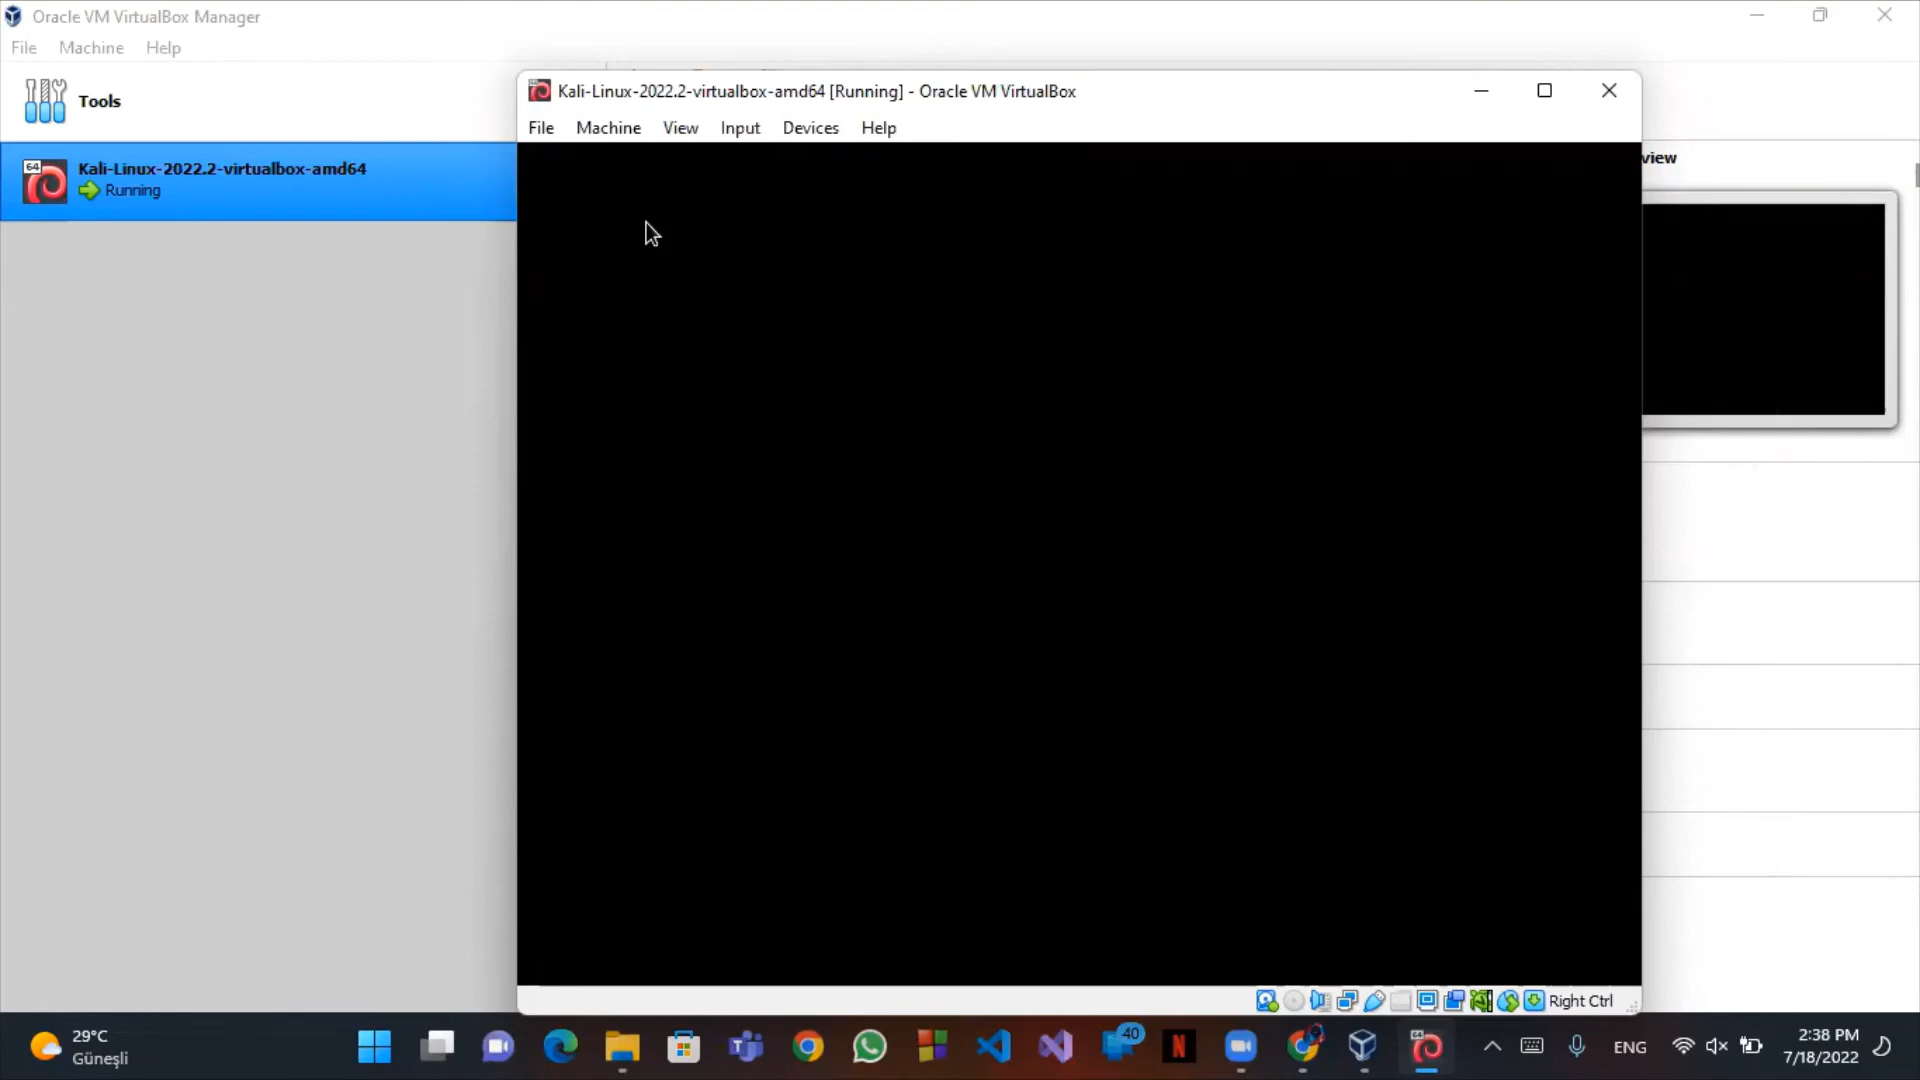 Oracle VM VirtualBox Manager
File Machine Help
Tools
64 Kali-Linux-2022.2-virtualbox-amd64
Running
Kali-Linux-2022.2-virtualbox-amd64 [Running] - Oracle VM VirtualBox
File Machine View Input Devices Help
view
Right Ctrl
29°C
Güneşli
40
N
ENG
2:38 PM
7/18/2022